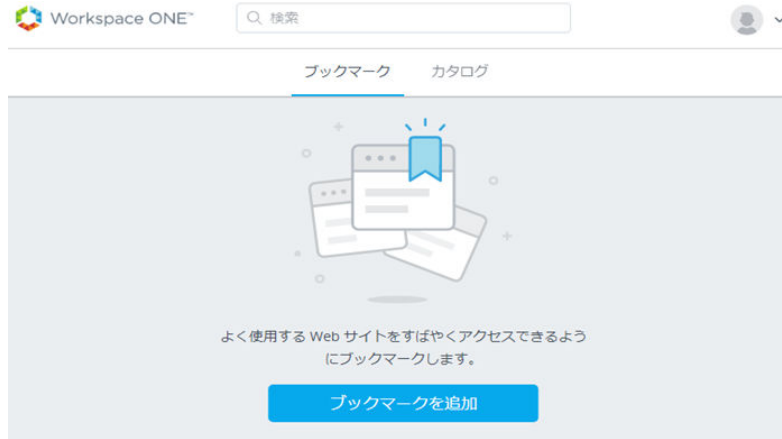 Workspace ONE™
検索
ブックマーク
カタログ
よく使用する Web サイトをすばやくアクセスできるよう
にブックマークします。
ブックマークを追加